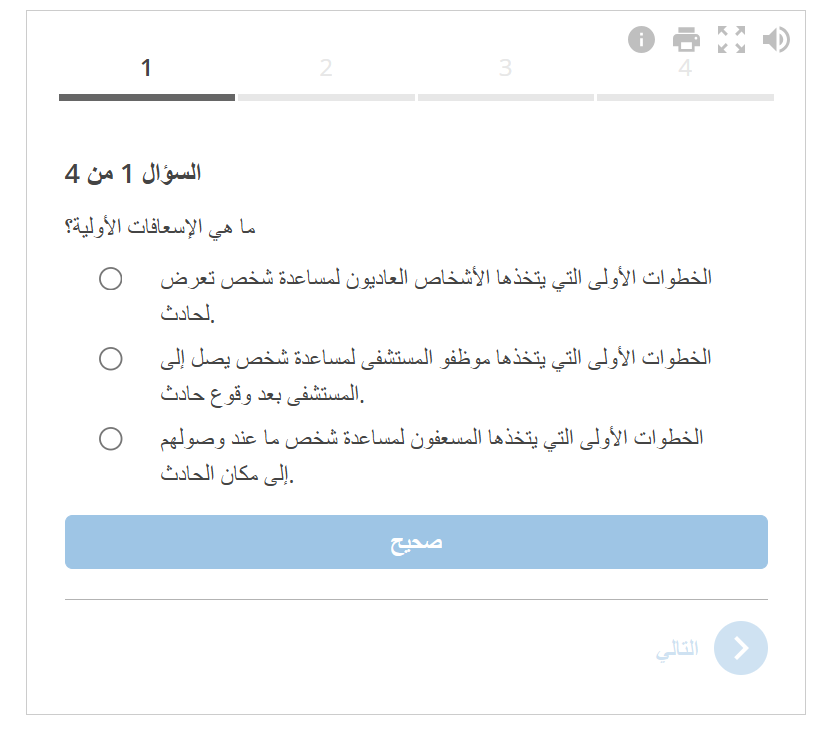 1
2
3
4
السؤال 1 من 4
ما هي الإسعافات الأولية؟
الخطوات الأولى التي يتخذها الأشخاص العاديون لمساعدة شخص تعرض
لحادث.
الخطوات الأولى التي يتخذها موظفو المستشفى لمساعدة شخص يصل إلى
المستشفى بعد وقوع حادث.
الخطوات الأولى التي يتخذها المسعفون لمساعدة شخص ما عند وصولهم
إلى مكان الحادث.
صحيح
التالي